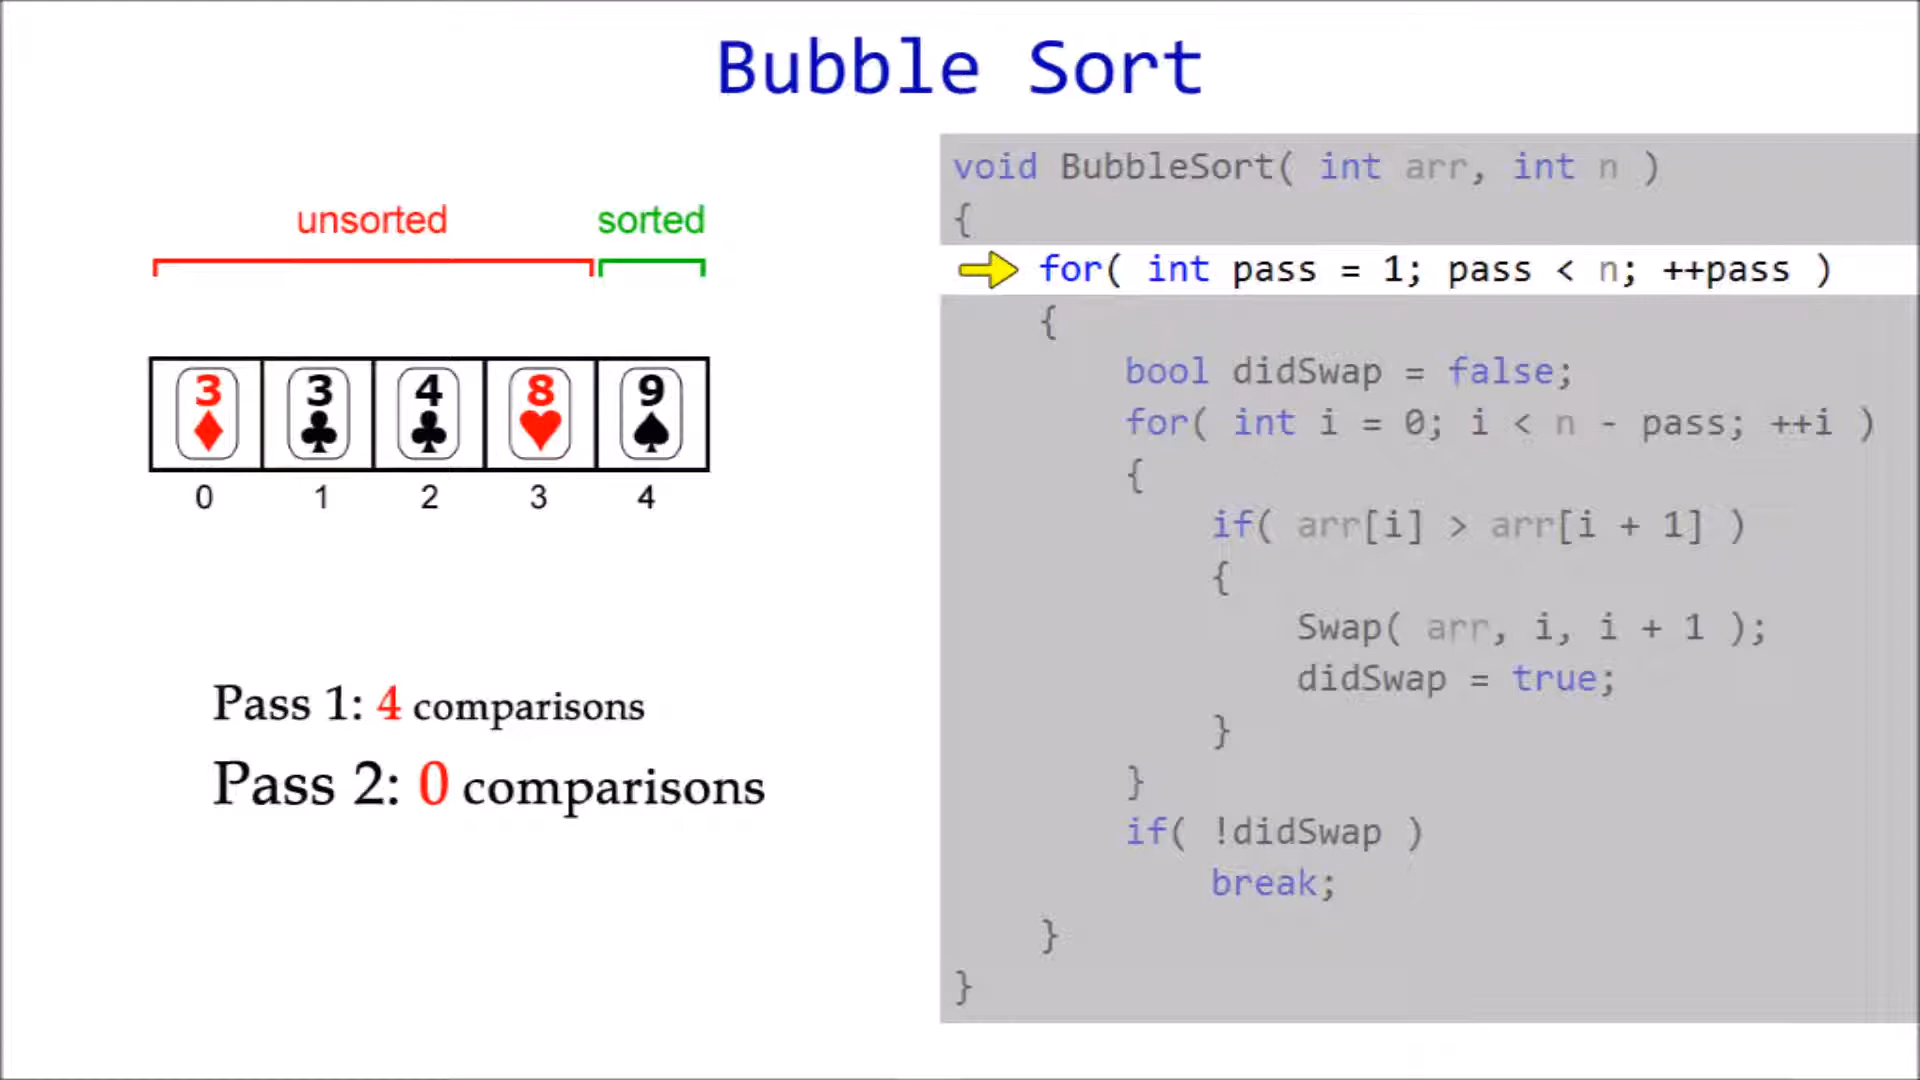 Bubble Sort
unsorted sorted
3 3 4 8 9
0 1 2 3 4
Pass 1: 4 comparisons
Pass 2: 0 comparisons
void BubbleSort( int arr, int n )
{
for( int pass = 1; pass < n; ++pass )
{
bool didSwap = false;
for( int i = 0; i < n - pass; ++i )
{
if( arr[i] > arr[i + 1] )
{
Swap( arr, i, i + 1 );
didSwap = true;
}
}
if( !didSwap )
break;
}
}